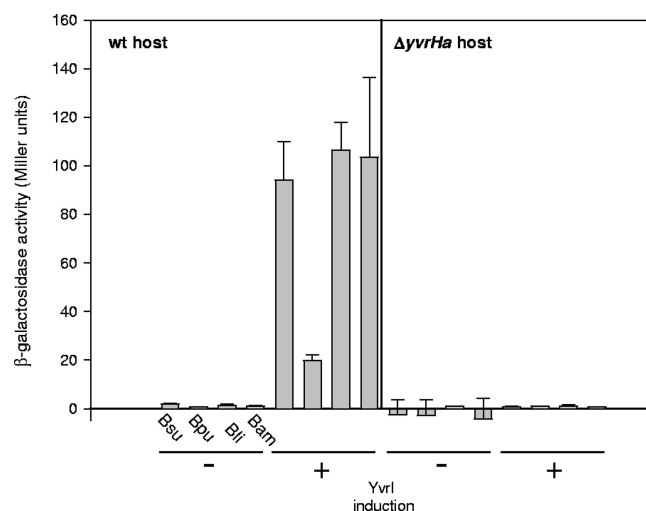 160
140
120
100
80
60
40
20
0
β-galactosidase activity (Miller units)
wt host
ΔyvrHa host
Bsu
Bpu
Bli
Bam
-
+
-
+
YvrI
induction